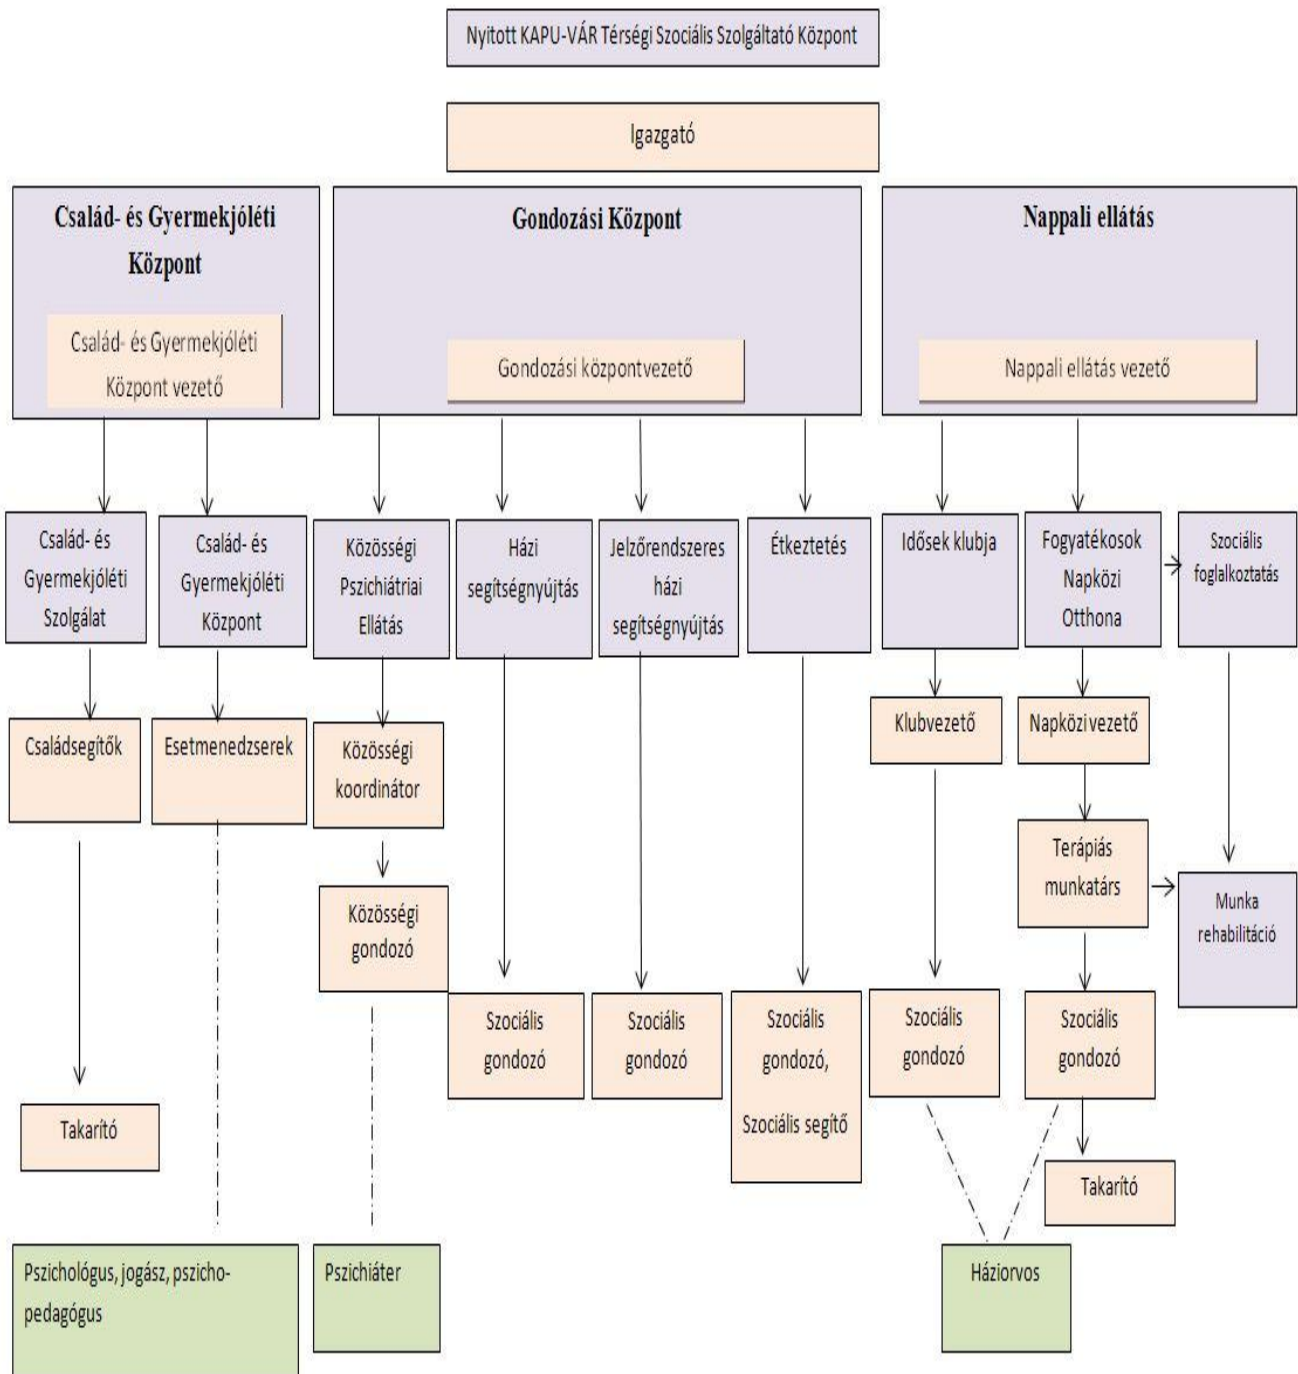 Nyitott KAPU-VÁR Térségi Szociális Szolgáltató Központ
Igazgató
Család- és Gyermekjóléti
Központ
Család- és Gyermekjóléti
Központ vezető
Gondozási Központ
Gondozási központvezető
Nappali ellátás
Nappali ellátás vezető
Család- és
Gyermekjóléti
Szolgálat
Család- és
Gyermekjóléti
Központ
Közösségi
Pszichiátriai
Ellátás
Házi
segítségnyújtás
Jelzőrendszeres
házi
segítségnyújtás
Étkeztetés
Idősek klubja
Fogyatékosok
Napközi
Otthona
Szociális
foglalkoztatás
Családsegítők
Esetmenedzserek
Közösségi
koordinátor
Klubvezető
Napközi vezető
Közösségi
gondozó
Terápiás
munkatárs
Munka
rehabilitáció
Szociális
gondozó
Szociális
gondozó
Szociális
gondozó,
Szociális segítő
Szociális
gondozó
Szociális
gondozó
Takarító
Takarító
Pszichológus, jogász, pszicho-
pedagógus
Pszichiáter
Háziorvos